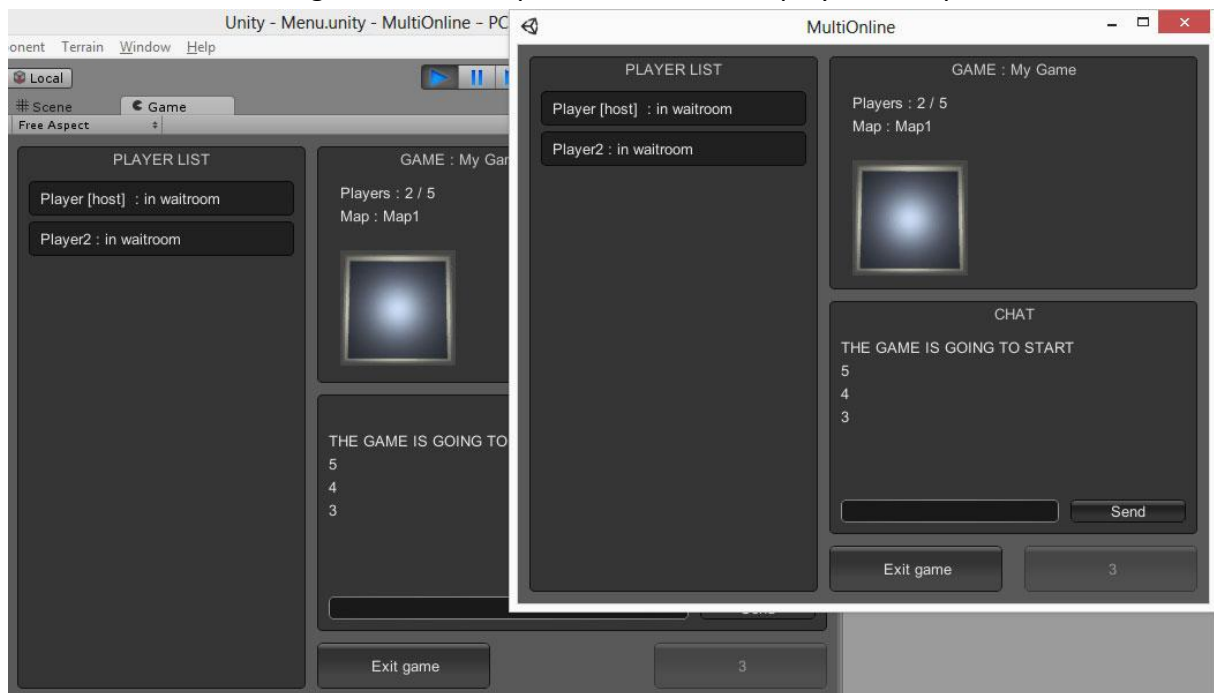 Unity - Menu.unity - MultiOnline - PC
onent Terrain Window Help
Local
Scene Game
Free Aspect
PLAYER LIST
Player [host] : in waitroom
Player2 : in waitroom
GAME : My Gar
Players : 2 / 5
Map : Map1
THE GAME IS GOING TO
5
4
3
Exit game
3
MultiOnline
PLAYER LIST
Player [host] : in waitroom
Player2 : in waitroom
GAME : My Game
Players : 2 / 5
Map : Map1
CHAT
THE GAME IS GOING TO START
5
4
3
Send
Exit game
3